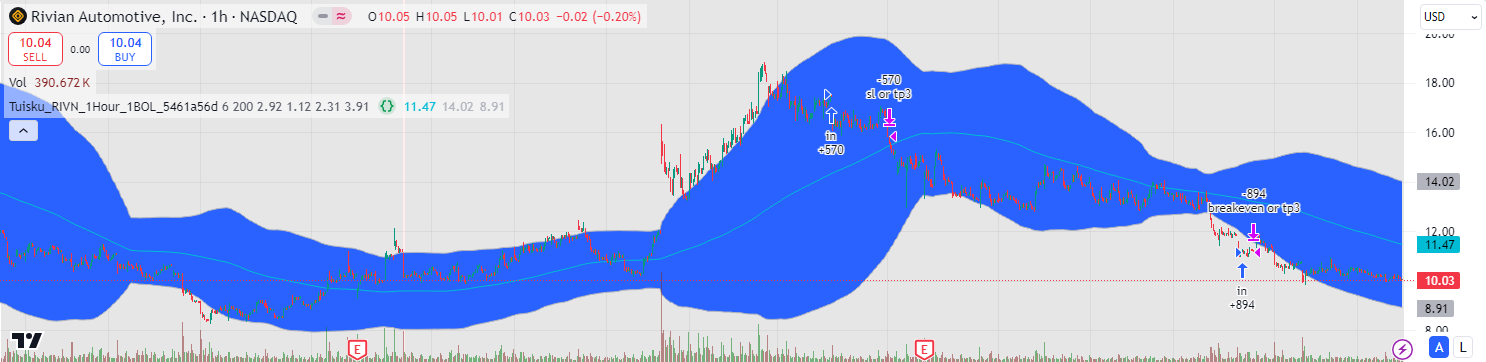 Rivian Automotive, Inc. · 1h · NASDAQ
O10.05 H10.05 L10.01 C10.03 −0.02 (−0.20%)
USD
10.04
SELL
0.00
10.04
BUY
Vol 390.672 K
Tuisku_RIVN_1Hour_1BOL_5461a56d 6 200 2.92 1.12 2.31 3.91 {} 11.47 14.02 8.91
20.00
18.00
16.00
14.02
12.00
11.47
10.03
8.91
8.00
-570
sl or tp3
in
+570
-894
breakeven or tp3
in
+894
E
E
A
L